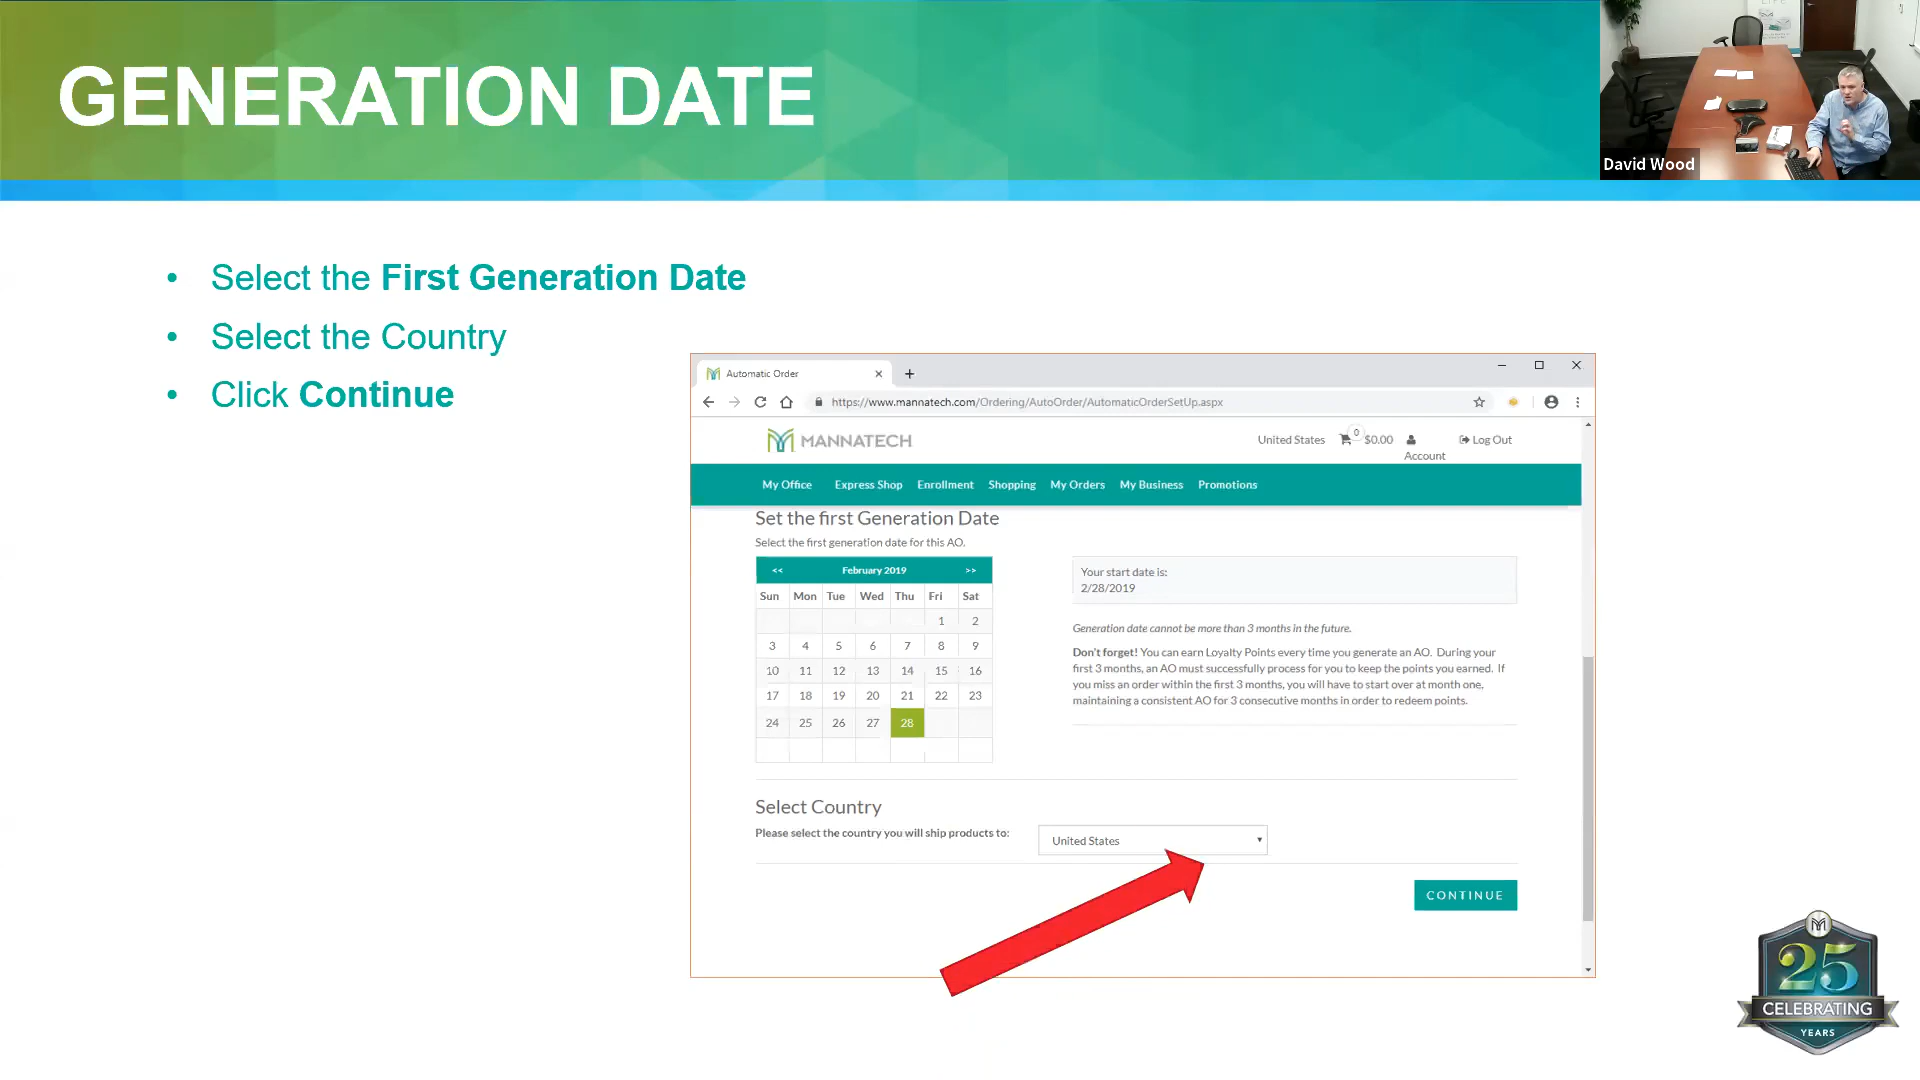 GENERATION DATE
David Wood
• Select the First Generation Date
• Select the Country
• Click Continue
Automatic Order
https://www.mannatech.com/Ordering/AutoOrder/AutomaticOrderSetUp.aspx
MANNATECH
United States 0 $0.00 Account Log Out
My Office Express Shop Enrollment Shopping My Orders My Business Promotions
Set the first Generation Date
Select the first generation date for this AO.
<< February 2019 >>
Sun Mon Tue Wed Thu Fri Sat
1 2
3 4 5 6 7 8 9
10 11 12 13 14 15 16
17 18 19 20 21 22 23
24 25 26 27 28
Your start date is:
2/28/2019
Generation date cannot be more than 3 months in the future.
Don't forget! You can earn Loyalty Points every time you generate an AO. During your
first 3 months, an AO must successfully process for you to keep the points you earned. If
you miss an order within the first 3 months, you will have to start over at month one,
maintaining a consistent AO for 3 consecutive months in order to redeem points.
Select Country
Please select the country you will ship products to:
United States
CONTINUE
25
CELEBRATING
YEARS